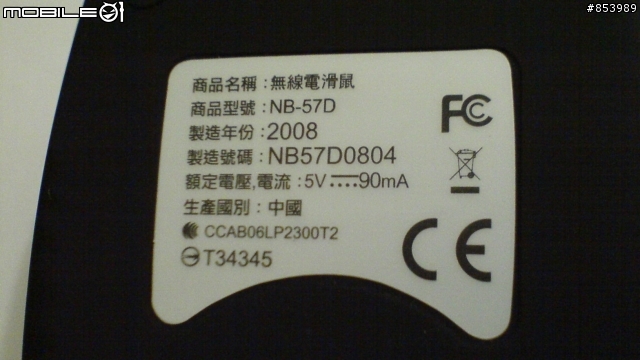 MOBILE01
#853989
商品名稱：無線電滑鼠
商品型號：NB-57D
製造年份：2008
製造號碼：NB57D0804
額定電壓,電流：5V⎓90mA
生產國別：中國
CCAB06LP2300T2
T34345
FC
CE